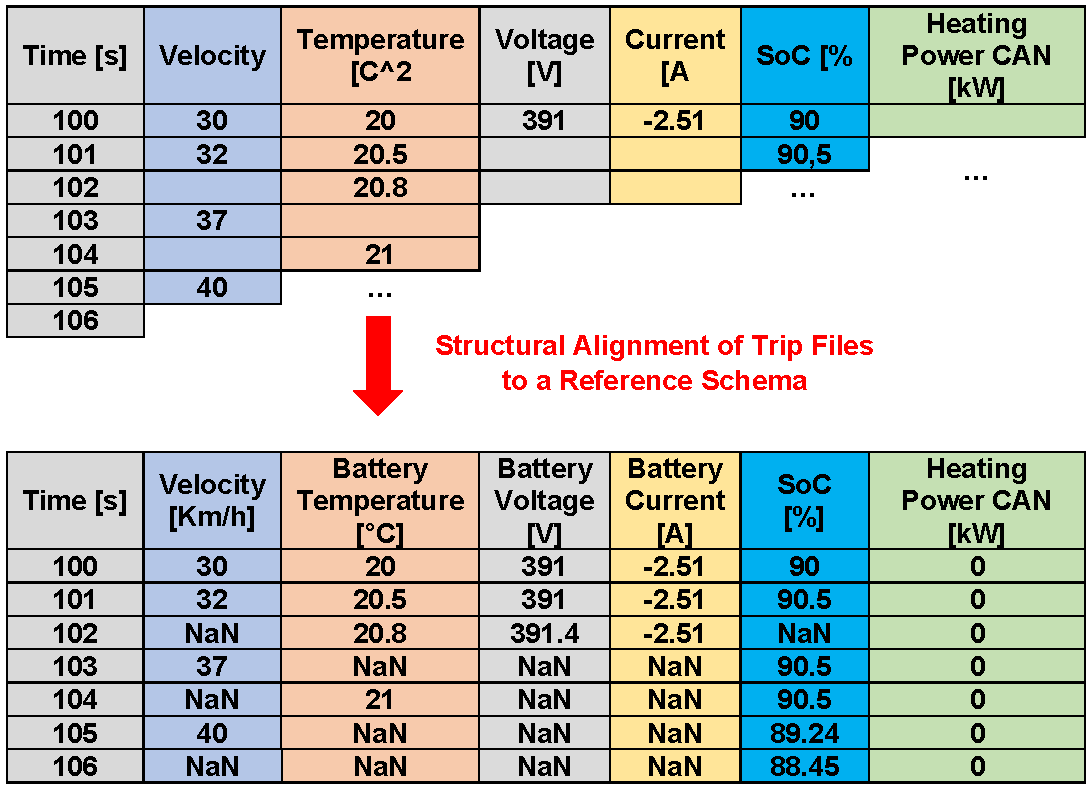 Time [s] Velocity Temperature [C^2 Voltage [V] Current [A SoC [% Heating Power CAN [kW]
100 30 20 391 -2.51 90
101 32 20.5 90,5
102 20.8 … …
103 37
104 21
105 40 …
106
Structural Alignment of Trip Files
to a Reference Schema
Time [s] Velocity [Km/h] Battery Temperature [°C] Battery Voltage [V] Battery Current [A] SoC [%] Heating Power CAN [kW]
100 30 20 391 -2.51 90 0
101 32 20.5 391 -2.51 90.5 0
102 NaN 20.8 391.4 -2.51 NaN 0
103 37 NaN NaN NaN 90.5 0
104 NaN 21 NaN NaN 90.5 0
105 40 NaN NaN NaN 89.24 0
106 NaN NaN NaN NaN 88.45 0